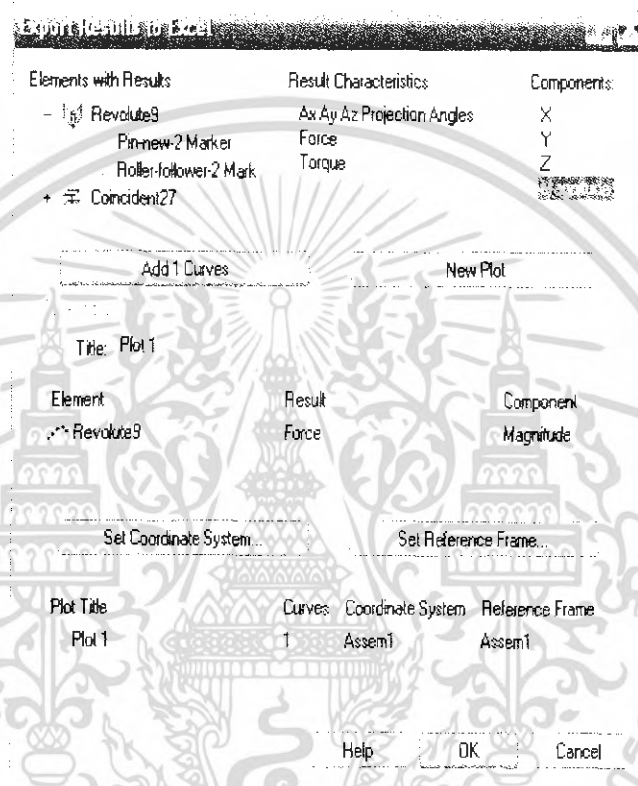 Export Results to Excel
Elements with Results Result Characteristics Components:
- Revolute9 Ax Ay Az Projection Angles X
Pin-new-2 Marker Force Y
Roller-follower-2 Mark Torque Z
+ Coincident27
Add 1 Curves New Plot
Title: Plot 1
Element Result Component
Revolute9 Force Magnitude
Set Coordinate System... Set Reference Frame...
Plot Title Curves Coordinate System Reference Frame
Plot 1 1 Assem1 Assem1
Help OK Cancel